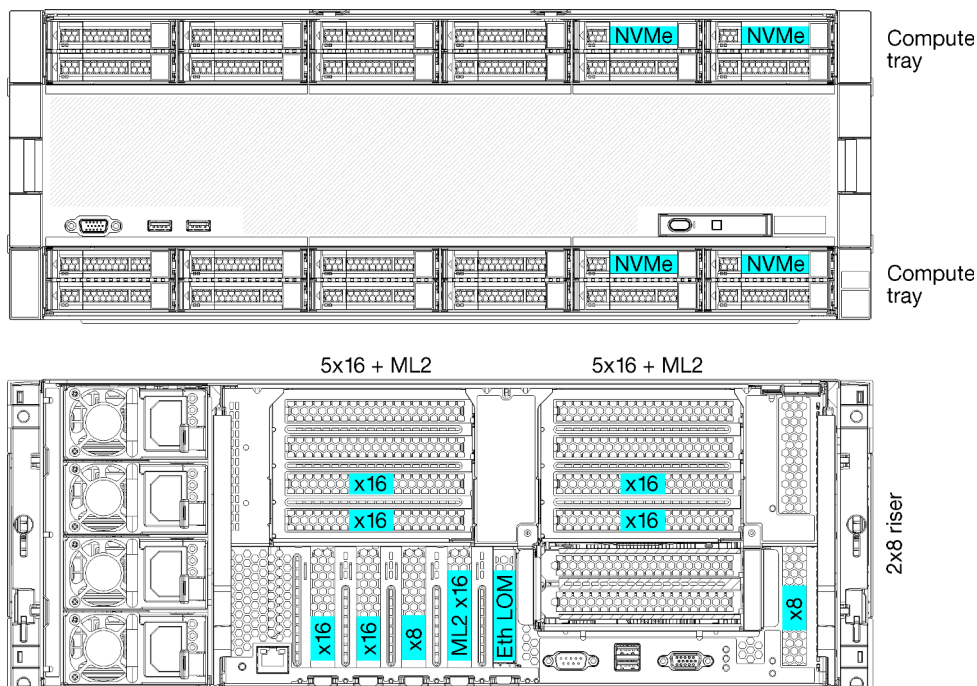 NVMe NVMe
Compute
tray
NVMe NVMe
Compute
tray
5x16 + ML2 5x16 + ML2
x16 x16
x16 x16
2x8 riser
x16
x16
x8
ML2 x16
Eth LOM
x8